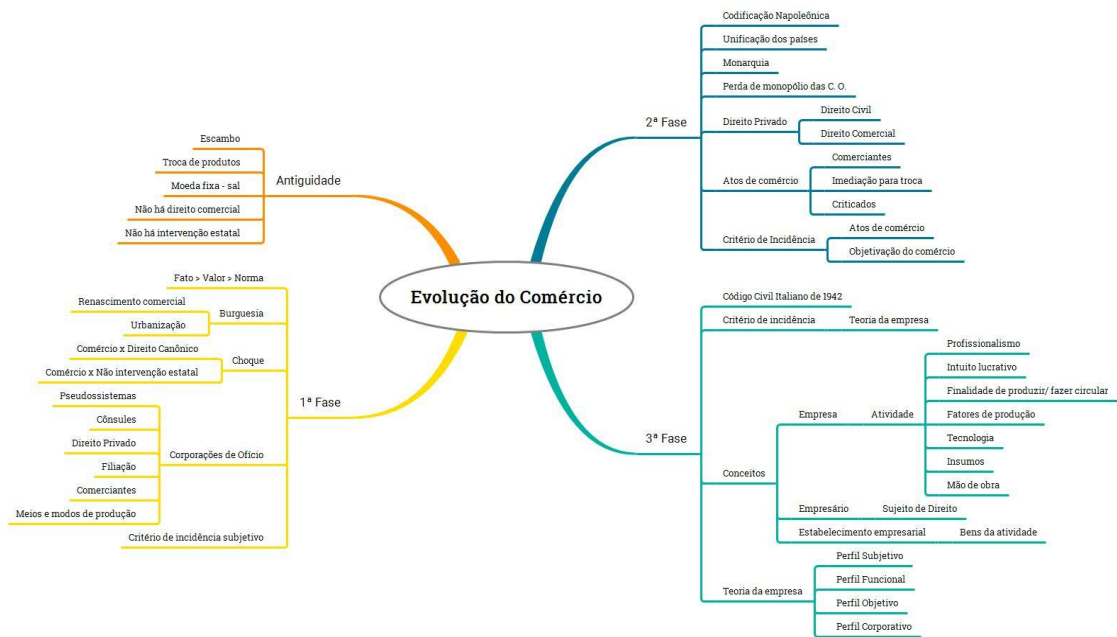 Evolução do Comércio
Antiguidade
Escambo
Troca de produtos
Moeda fixa - sal
Não há direito comercial
Não há intervenção estatal
1ª Fase
Fato > Valor > Norma
Burguesia
Renascimento comercial
Urbanização
Choque
Comércio x Direito Canônico
Comércio x Não intervenção estatal
Corporações de Ofício
Pseudossistemas
Cônsules
Direito Privado
Filiação
Comerciantes
Meios e modos de produção
Critério de incidência subjetivo
2ª Fase
Codificação Napoleônica
Unificação dos países
Monarquia
Perda de monopólio das C. O.
Direito Privado
Direito Civil
Direito Comercial
Atos de comércio
Comerciantes
Imediação para troca
Criticados
Critério de Incidência
Atos de comércio
Objetivação do comércio
3ª Fase
Código Civil Italiano de 1942
Critério de incidência
Teoria da empresa
Conceitos
Empresa
Atividade
Profissionalismo
Intuito lucrativo
Finalidade de produzir/ fazer circular
Fatores de produção
Tecnologia
Insumos
Mão de obra
Empresário
Sujeito de Direito
Estabelecimento empresarial
Bens da atividade
Teoria da empresa
Perfil Subjetivo
Perfil Funcional
Perfil Objetivo
Perfil Corporativo